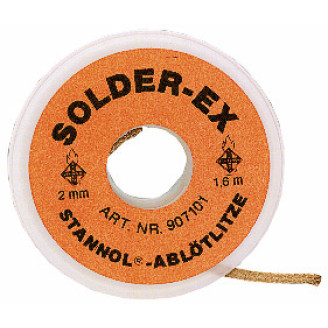 SOLDER-EX
2 mm
1,6 m
ART. NR. 907101
STANNOL®-ABLÖTLITZE